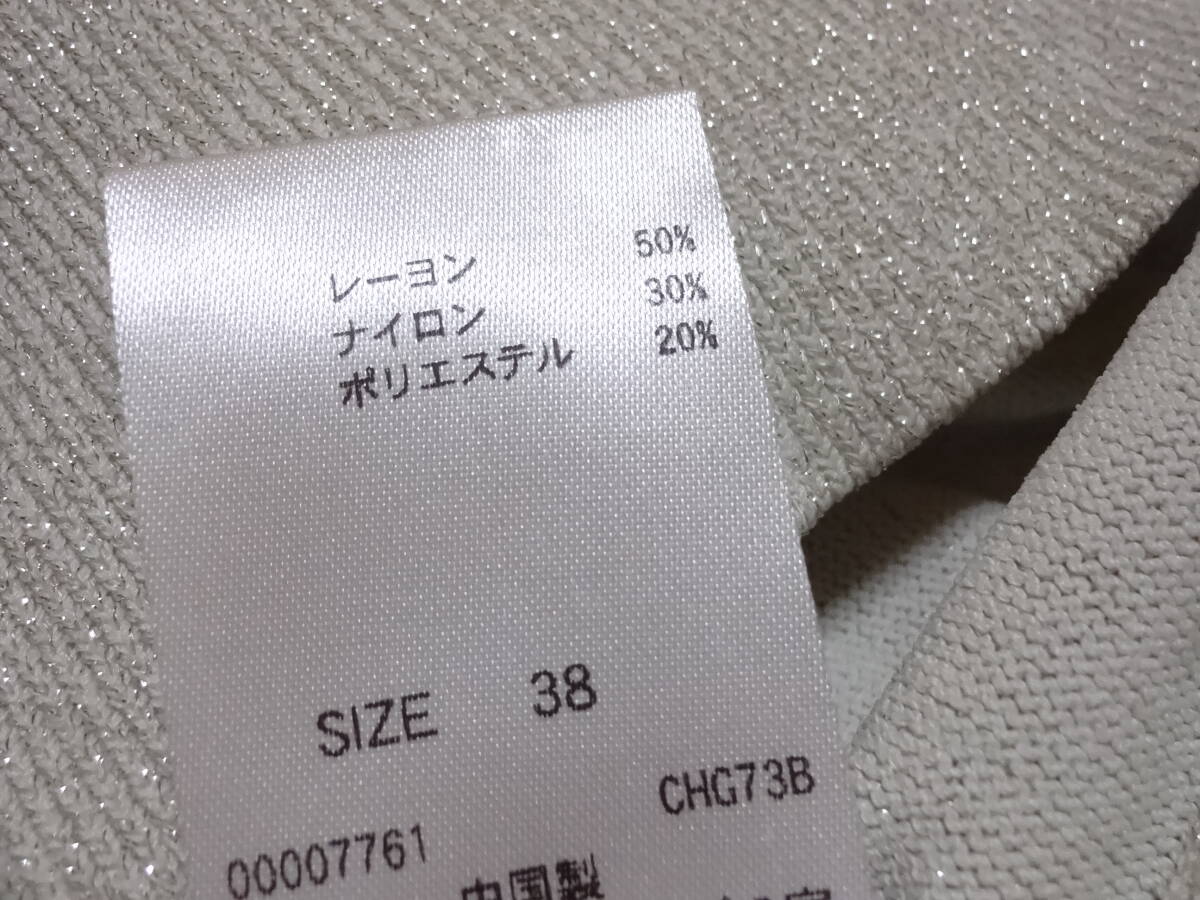 レーヨン 50%
ナイロン 30%
ポリエステル 20%
SIZE 38
CHG73B
00007761
中国製